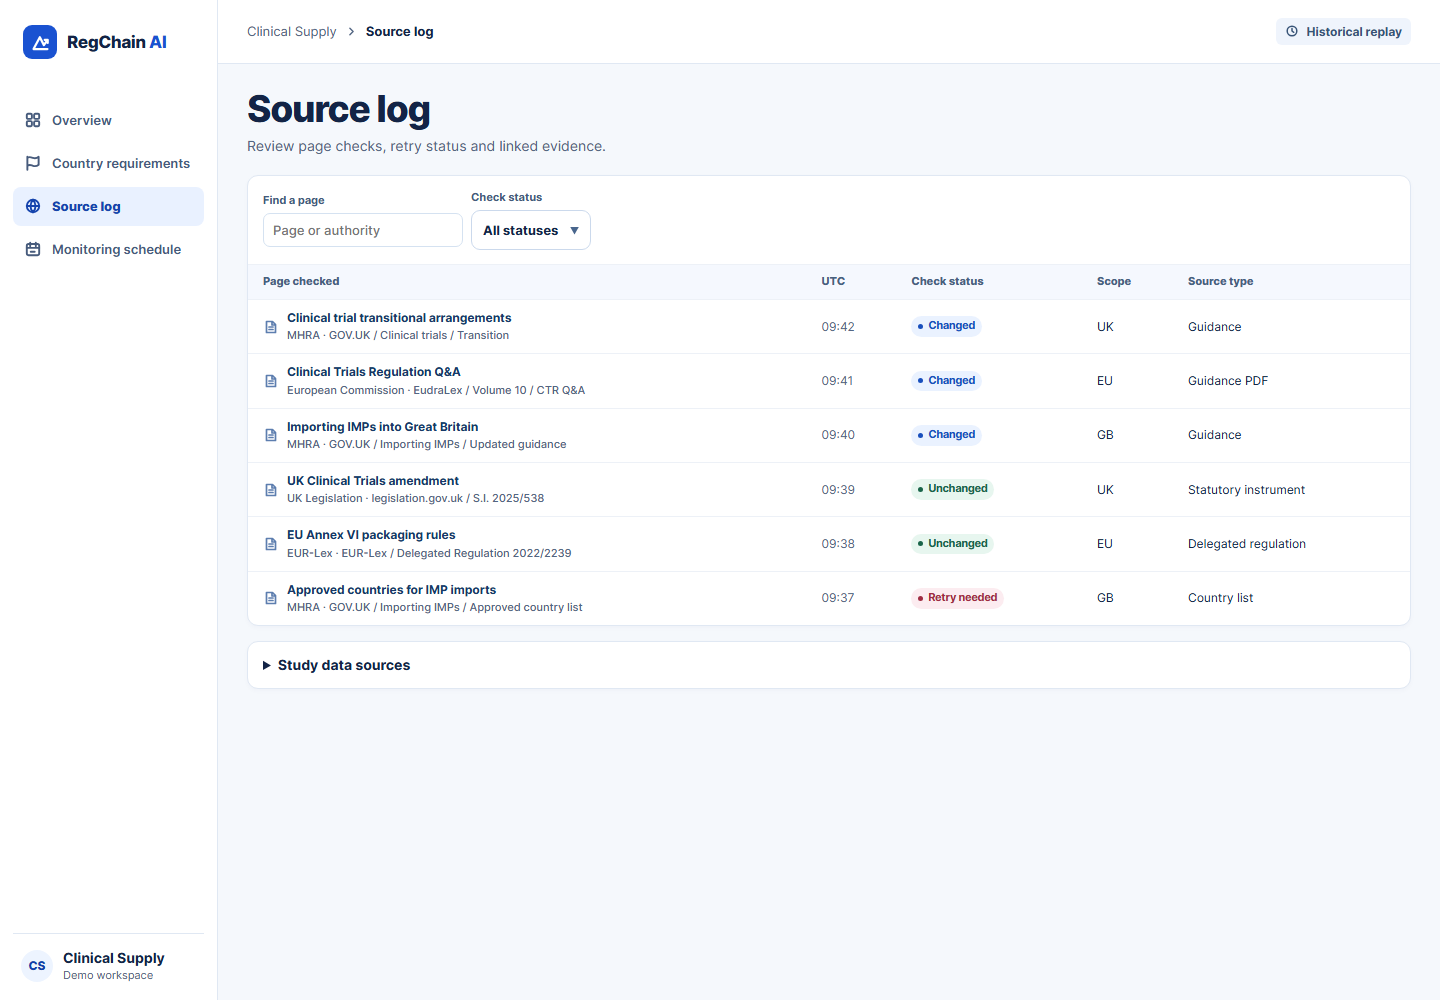 RegChain AI
Clinical Supply > Source log
Historical replay
Overview
Country requirements
Source log
Monitoring schedule
Source log
Review page checks, retry status and linked evidence.
Find a page
Check status
Page or authority
All statuses
Page checked UTC Check status Scope Source type
Clinical trial transitional arrangements
MHRA · GOV.UK / Clinical trials / Transition
09:42 Changed UK Guidance
Clinical Trials Regulation Q&A
European Commission · EudraLex / Volume 10 / CTR Q&A
09:41 Changed EU Guidance PDF
Importing IMPs into Great Britain
MHRA · GOV.UK / Importing IMPs / Updated guidance
09:40 Changed GB Guidance
UK Clinical Trials amendment
UK Legislation · legislation.gov.uk / S.I. 2025/538
09:39 Unchanged UK Statutory instrument
EU Annex VI packaging rules
EUR-Lex · EUR-Lex / Delegated Regulation 2022/2239
09:38 Unchanged EU Delegated regulation
Approved countries for IMP imports
MHRA · GOV.UK / Importing IMPs / Approved country list
09:37 Retry needed GB Country list
Study data sources
CS
Clinical Supply
Demo workspace